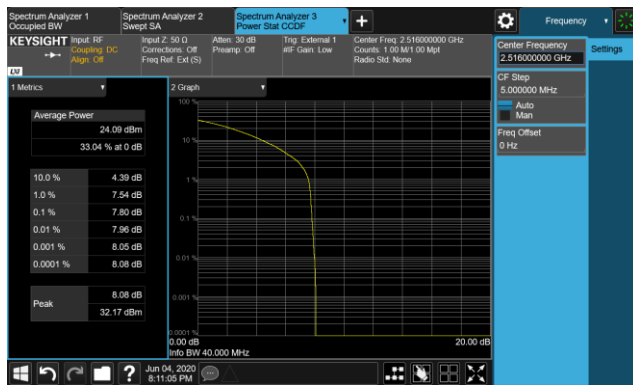 Spectrum Analyzer 1
Occupied BW
Spectrum Analyzer 2
Swept SA
Spectrum Analyzer 3
Power Stat CCDF
Frequency
KEYSIGHT
Input: RF
Coupling: DC
Align: Off
Input Z: 50 Ω
Corrections: Off
Freq Ref: Ext (S)
Atten: 30 dB
Preamp: Off
Trig: External 1
#IF Gain: Low
Center Freq: 2.516000000 GHz
Counts: 1.00 M/1.00 Mpt
Radio Std: None
LXI
Center Frequency
2.516000000 GHz
Settings
CF Step
5.000000 MHz
Auto
Man
Freq Offset
0 Hz
1 Metrics
Average Power
24.09 dBm
33.04 % at 0 dB
10.0 % 4.39 dB
1.0 % 7.54 dB
0.1 % 7.80 dB
0.01 % 7.96 dB
0.001 % 8.05 dB
0.0001 % 8.08 dB
Peak
8.08 dB
32.17 dBm
2 Graph
100 %
10 %
1 %
0.1 %
0.01 %
0.001 %
0.0001 %
0.00 dB
20.00 dB
Info BW 40.000 MHz
?
Jun 04, 2020
8:11:05 PM